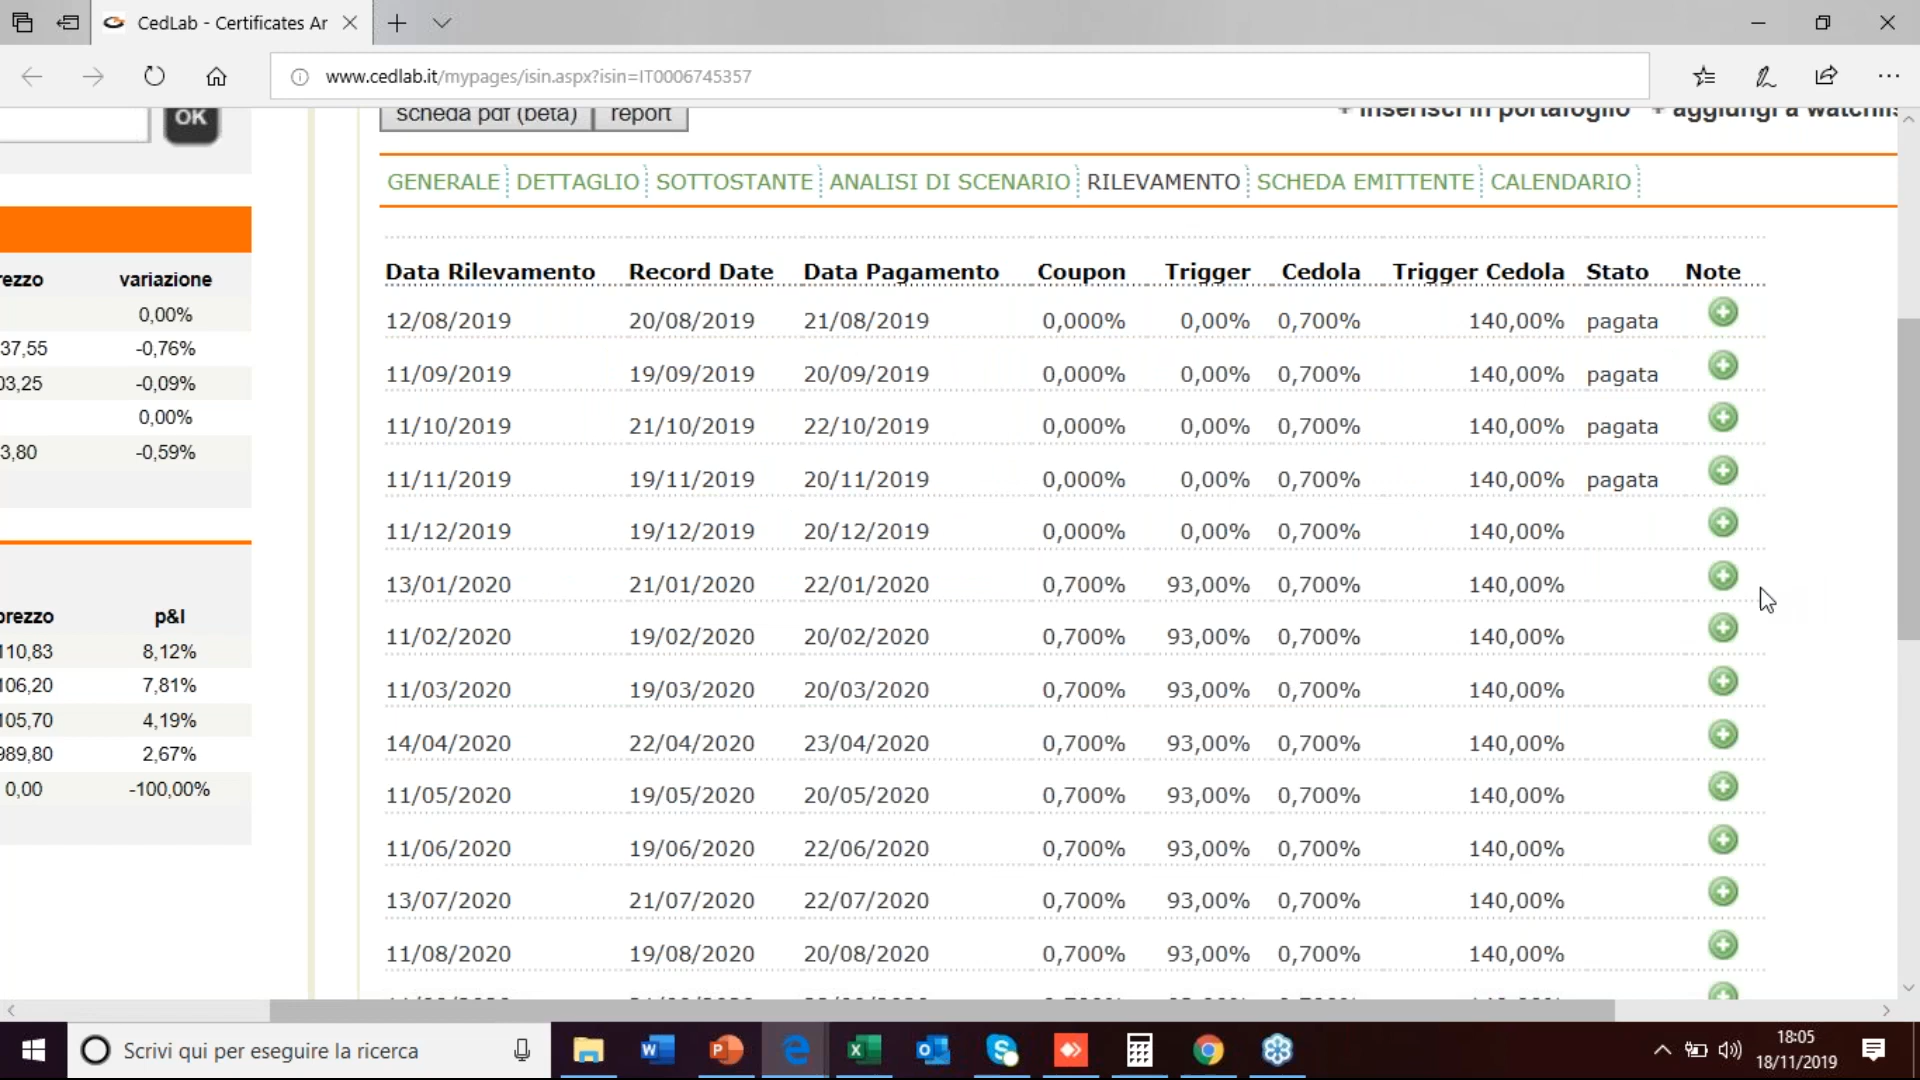 CedLab - Certificates Ar
www.cedlab.it/mypages/isin.aspx?isin=IT0006745357
OK
scheda pdf (beta) report + inserisci in portafoglio + aggiungi a
GENERALE DETTAGLIO SOTTOSTANTE ANALISI DI SCENARIO RILEVAMENTO SCHEDA EMITTENTE CALENDARIO
Data Rilevamento Record Date Data Pagamento Coupon Trigger Cedola Trigger Cedola Stato Note
12/08/2019 20/08/2019 21/08/2019 0,000% 0,00% 0,700% 140,00% pagata
11/09/2019 19/09/2019 20/09/2019 0,000% 0,00% 0,700% 140,00% pagata
11/10/2019 21/10/2019 22/10/2019 0,000% 0,00% 0,700% 140,00% pagata
11/11/2019 19/11/2019 20/11/2019 0,000% 0,00% 0,700% 140,00% pagata
11/12/2019 19/12/2019 20/12/2019 0,000% 0,00% 0,700% 140,00%
13/01/2020 21/01/2020 22/01/2020 0,700% 93,00% 0,700% 140,00%
11/02/2020 19/02/2020 20/02/2020 0,700% 93,00% 0,700% 140,00%
11/03/2020 19/03/2020 20/03/2020 0,700% 93,00% 0,700% 140,00%
14/04/2020 22/04/2020 23/04/2020 0,700% 93,00% 0,700% 140,00%
11/05/2020 19/05/2020 20/05/2020 0,700% 93,00% 0,700% 140,00%
11/06/2020 19/06/2020 22/06/2020 0,700% 93,00% 0,700% 140,00%
13/07/2020 21/07/2020 22/07/2020 0,700% 93,00% 0,700% 140,00%
11/08/2020 19/08/2020 20/08/2020 0,700% 93,00% 0,700% 140,00%
rezzo variazione
0,00%
37,55 -0,76%
03,25 -0,09%
0,00%
3,80 -0,59%
prezzo p&l
110,83 8,12%
106,20 7,81%
105,70 4,19%
989,80 2,67%
0,00 -100,00%
Scrivi qui per eseguire la ricerca
18:05
18/11/2019